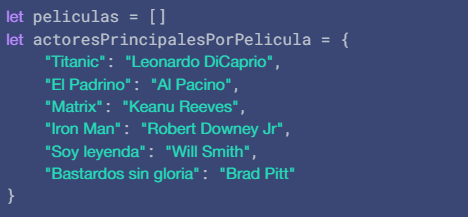 let peliculas = []
let actoresPrincipalesPorPelicula = {
    "Titanic": "Leonardo DiCaprio",
    "El Padrino": "Al Pacino",
    "Matrix": "Keanu Reeves",
    "Iron Man": "Robert Downey Jr",
    "Soy leyenda": "Will Smith",
    "Bastardos sin gloria": "Brad Pitt"
}